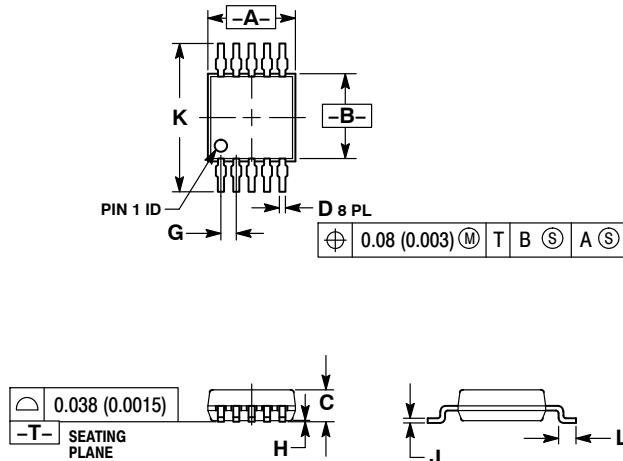 –A–
K
–B–
PIN 1 ID
G
D 8 PL
⌖ 0.08 (0.003) Ⓜ T B Ⓢ A Ⓢ
⌓ 0.038 (0.0015)
–T– SEATING
PLANE
C
H
J
L